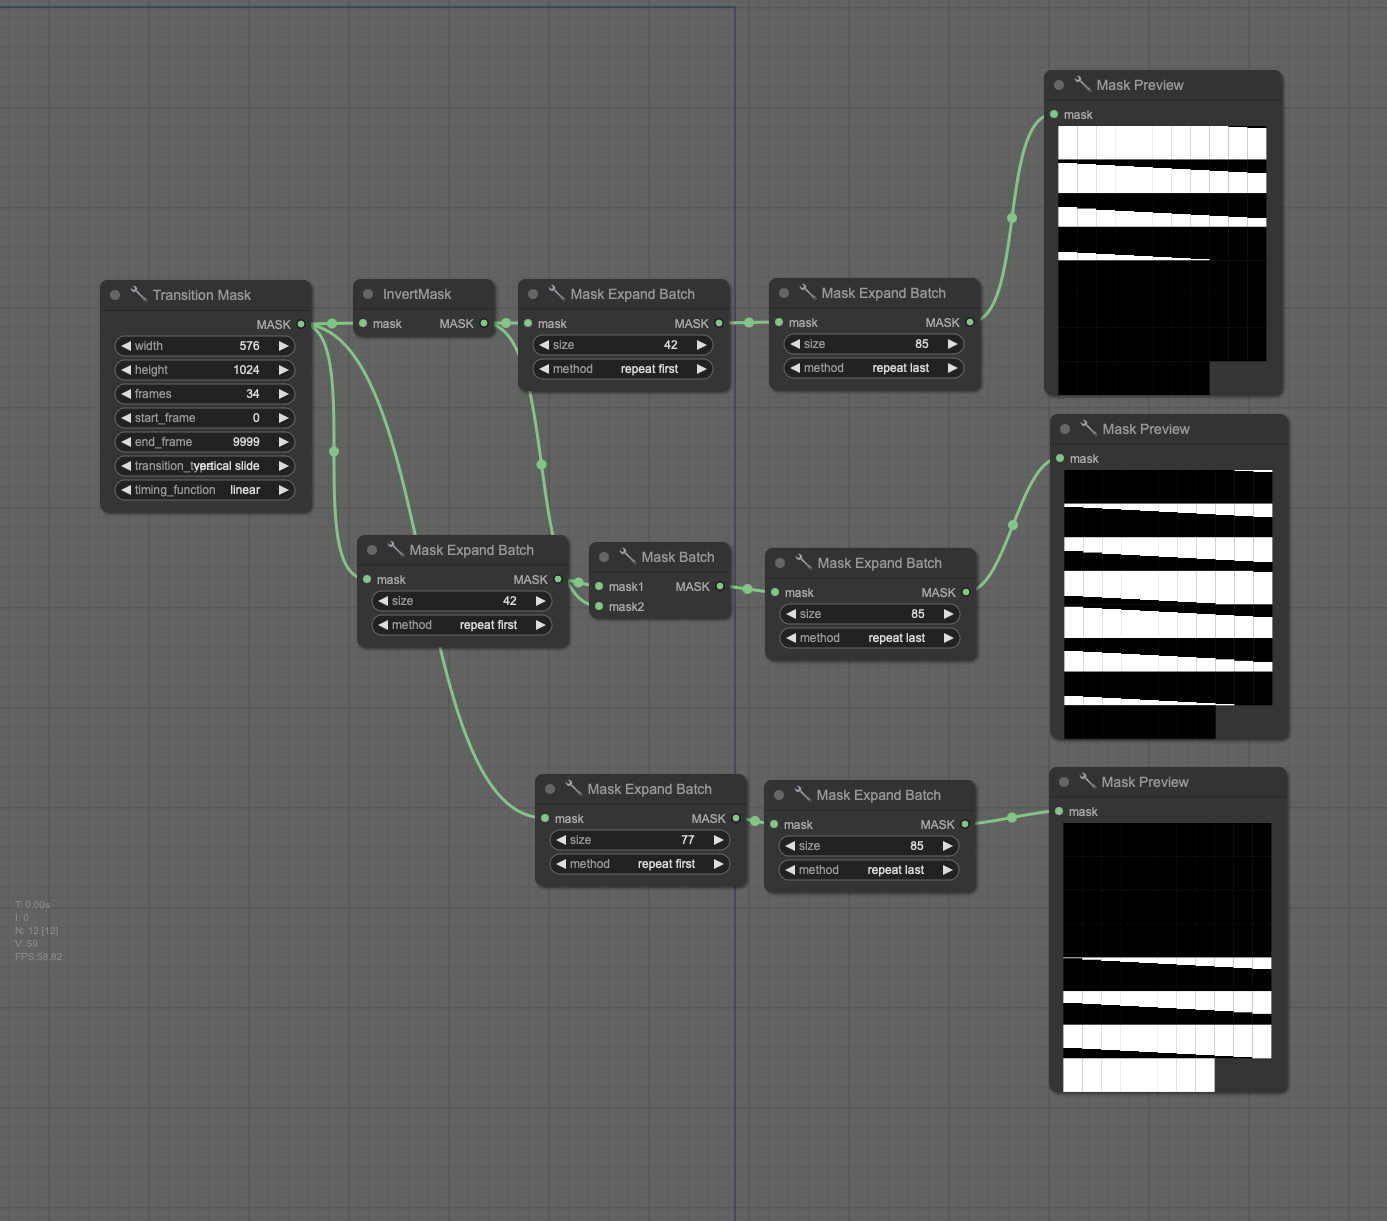 Mask Preview
mask
Transition Mask
MASK
width 576
height 1024
frames 34
start_frame 0
end_frame 9999
transition_type vertical slide
timing_function linear
InvertMask
mask MASK
Mask Expand Batch
mask MASK
size 42
method repeat first
Mask Expand Batch
mask MASK
size 85
method repeat last
Mask Preview
mask
Mask Expand Batch
mask MASK
size 42
method repeat first
Mask Batch
mask1 MASK
mask2
Mask Expand Batch
mask MASK
size 85
method repeat last
Mask Preview
mask
Mask Expand Batch
mask MASK
size 77
method repeat first
Mask Expand Batch
mask MASK
size 85
method repeat last
T: 0.00s
I: 0
N: 12 [12]
V: 59
FPS:58.82